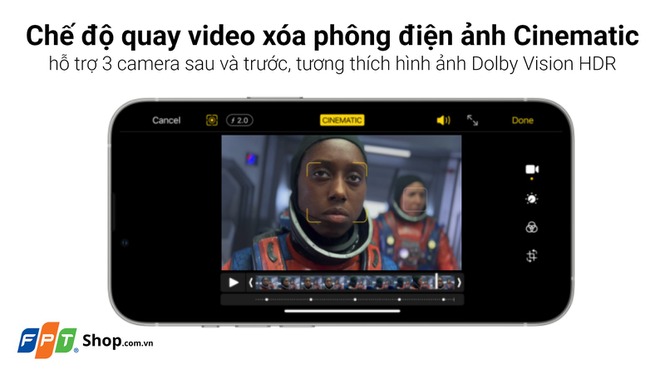 Chế độ quay video xóa phông điện ảnh Cinematic
hỗ trợ 3 camera sau và trước, tương thích hình ảnh Dolby Vision HDR
Cancel
ƒ 2.0
CINEMATIC
Done
FPT® Shop.com.vn